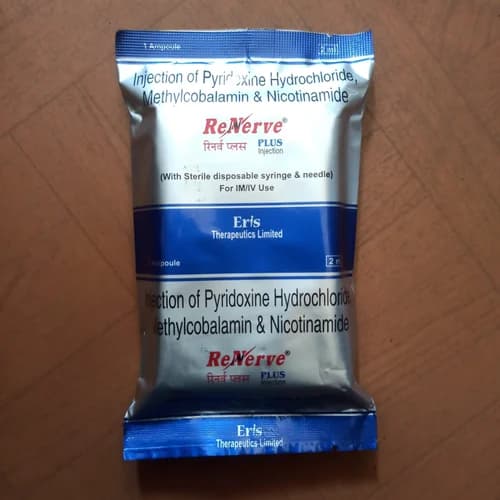 1 Ampoule 2 ml
Injection of Pyridoxine Hydrochloride,
Methylcobalamin & Nicotinamide
ReNerve®
रिनर्व प्लस PLUS
Injection
(With Sterile disposable syringe & needle)
For IM/IV Use
Eris
Therapeutics Limited
Ampoule 2 m
Injection of Pyridoxine Hydrochloride,
Methylcobalamin & Nicotinamide
ReNerve®
रिनर्व प्लस PLUS
Injection
Eris
Therapeutics Limited